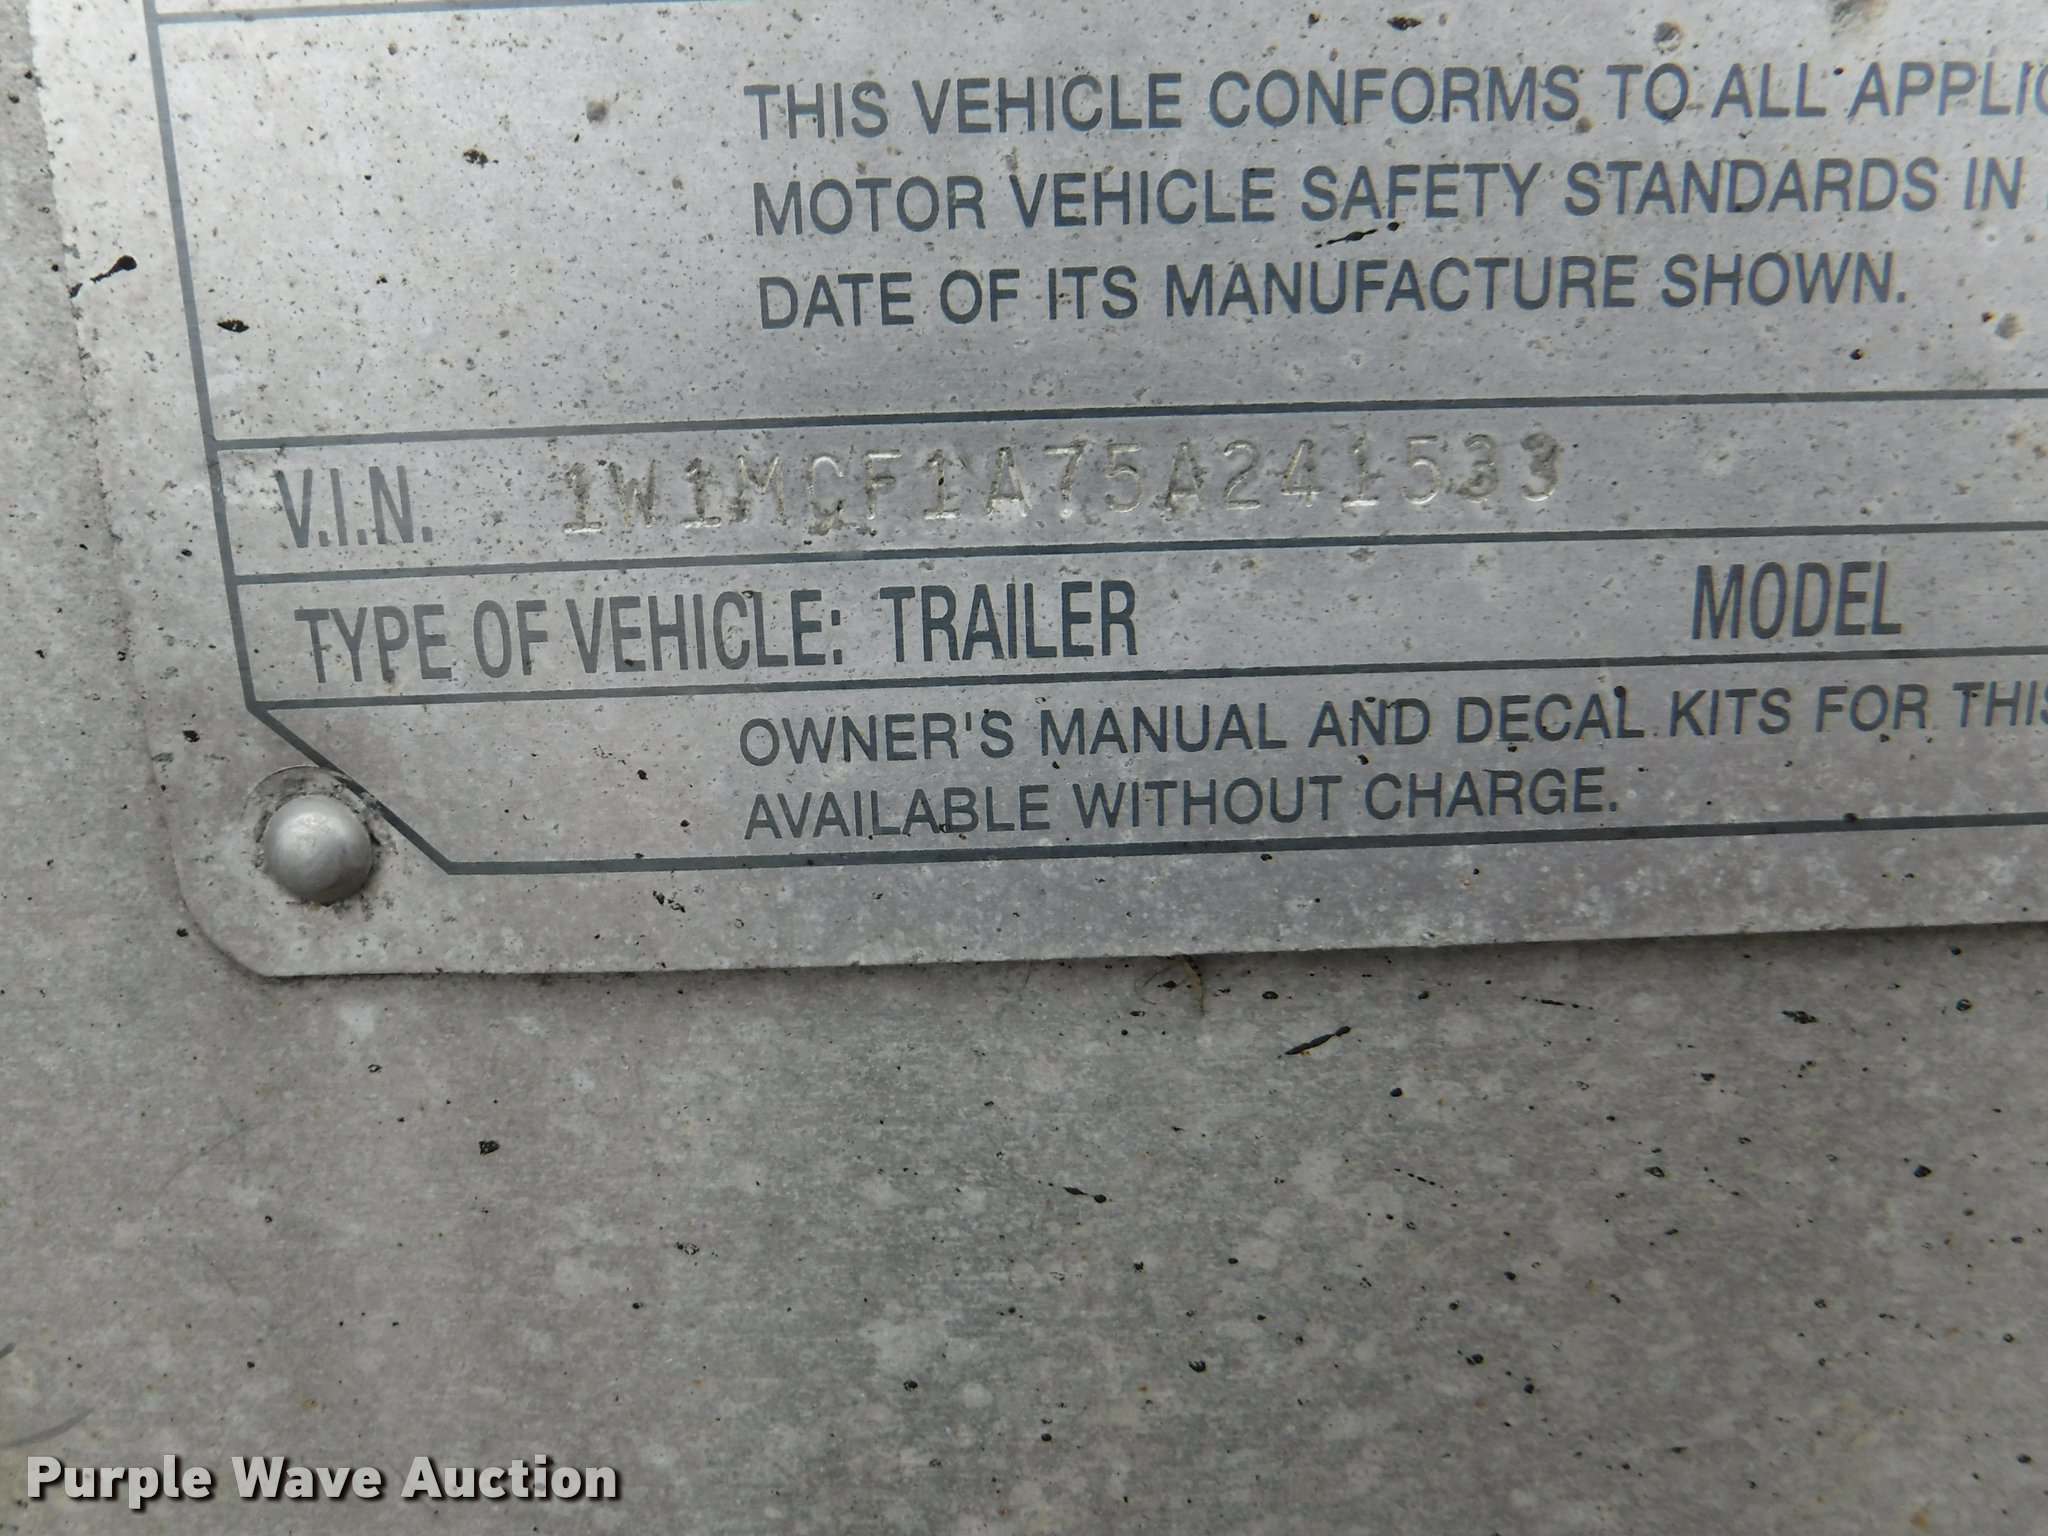 THIS VEHICLE CONFORMS TO ALL APPLIC
MOTOR VEHICLE SAFETY STANDARDS IN
DATE OF ITS MANUFACTURE SHOWN.
V.I.N. 1W1MCF1A75A241533
TYPE OF VEHICLE: TRAILER MODEL
OWNER'S MANUAL AND DECAL KITS FOR THIS
AVAILABLE WITHOUT CHARGE.
Purple Wave Auction